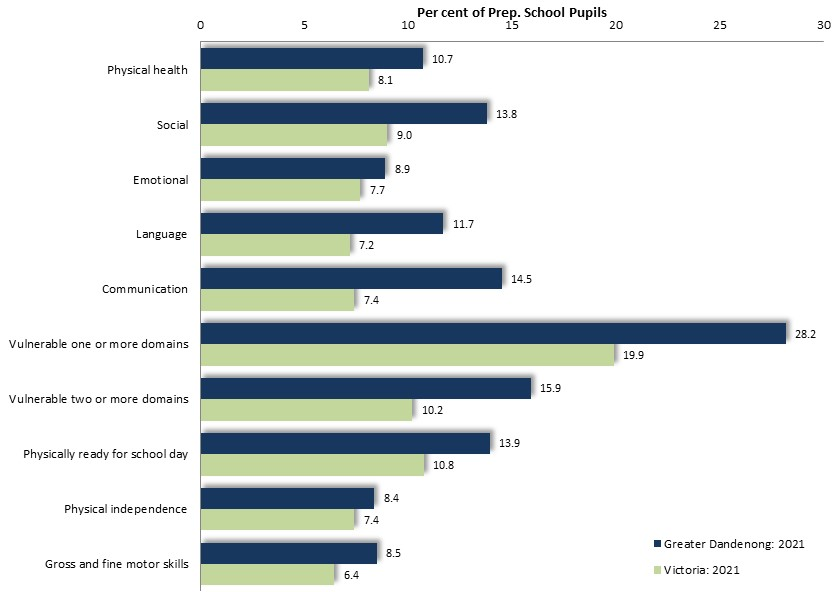 Per cent of Prep. School Pupils
0 5 10 15 20 25 30
Physical health 10.7
8.1
Social 13.8
9.0
Emotional 8.9
7.7
Language 11.7
7.2
Communication 14.5
7.4
Vulnerable one or more domains 28.2
19.9
Vulnerable two or more domains 15.9
10.2
Physically ready for school day 13.9
10.8
Physical independence 8.4
7.4
Gross and fine motor skills 8.5
6.4
Greater Dandenong: 2021
Victoria: 2021